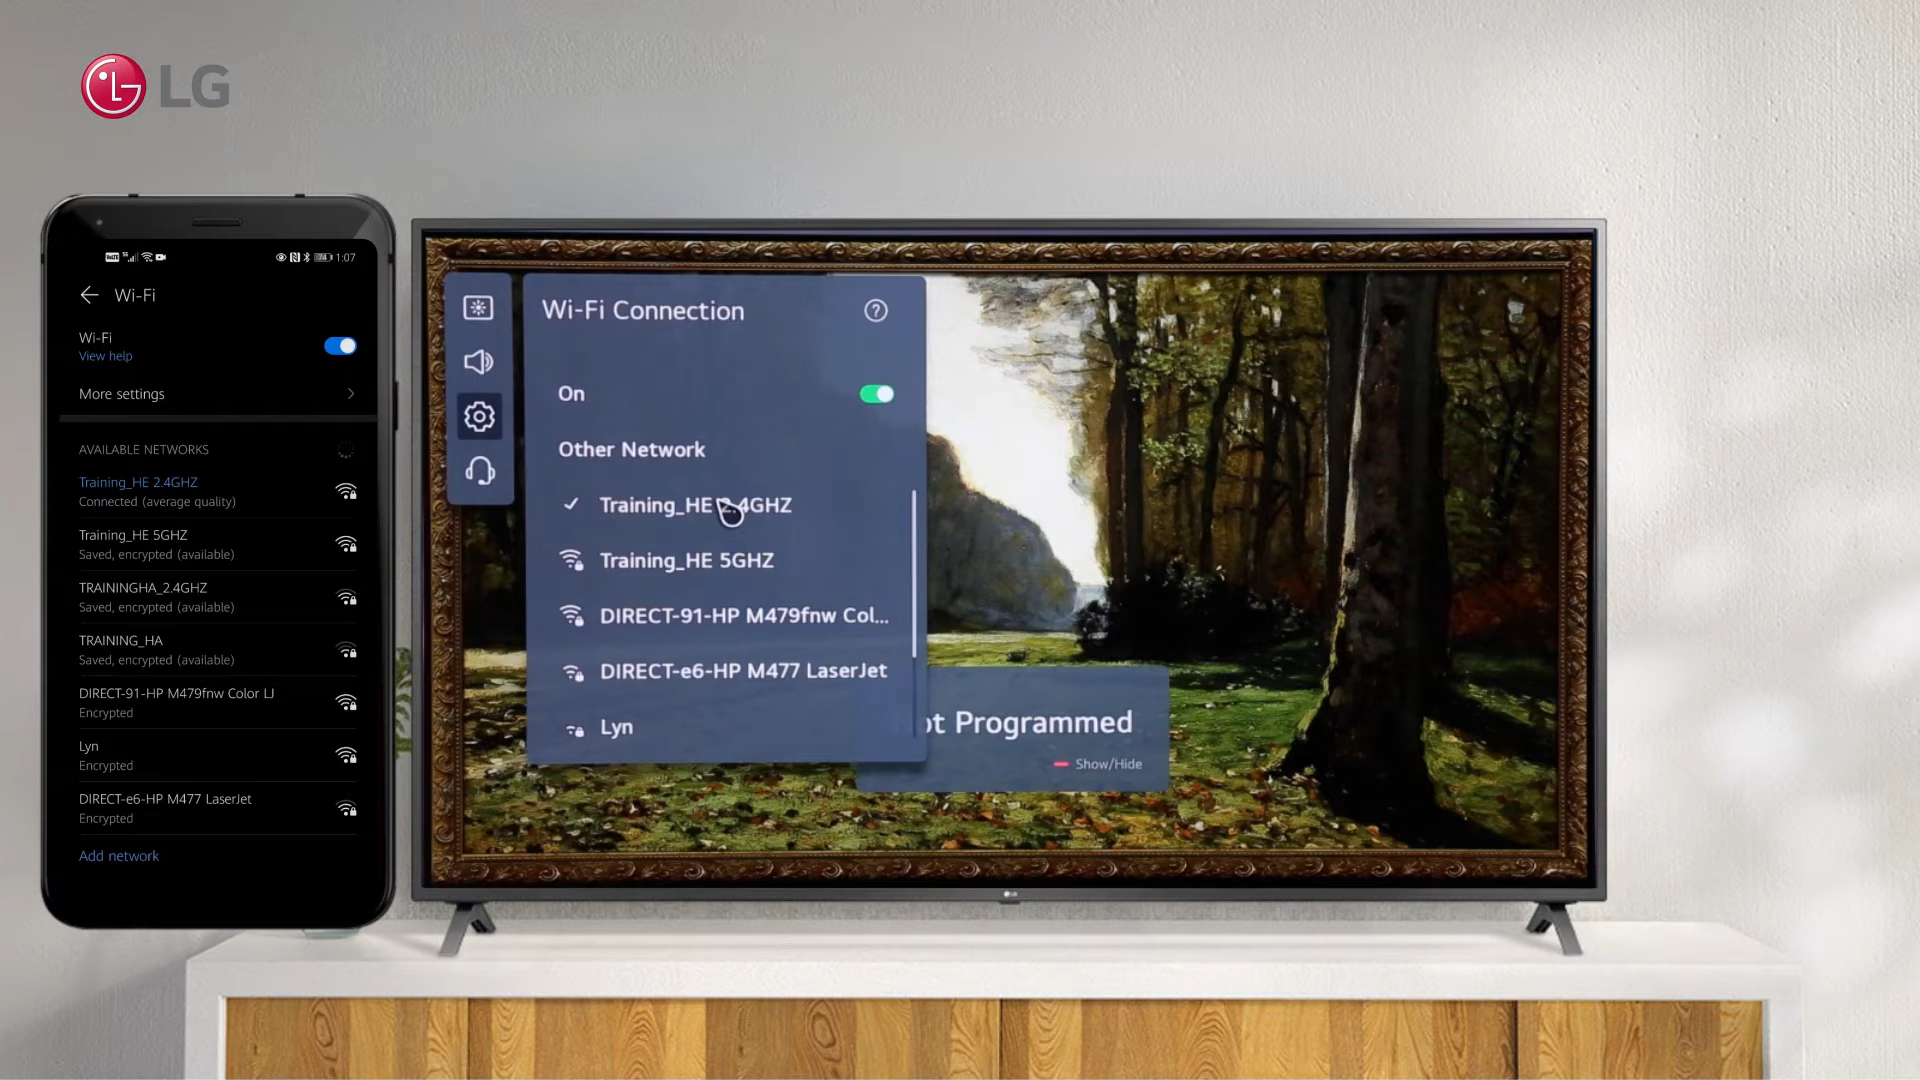 LG
1:07
Wi-Fi
Wi-Fi
View help
More settings
AVAILABLE NETWORKS
Training_HE 2.4GHZ
Connected (average quality)
Training_HE 5GHZ
Saved, encrypted (available)
TRAININGHA_2.4GHZ
Saved, encrypted (available)
TRAINING_HA
Saved, encrypted (available)
DIRECT-91-HP M479fnw Color LJ
Encrypted
Lyn
Encrypted
DIRECT-e6-HP M477 LaserJet
Encrypted
Add network
Wi-Fi Connection
On
Other Network
Training_HE 2.4GHZ
Training_HE 5GHZ
DIRECT-91-HP M479fnw Col...
DIRECT-e6-HP M477 LaserJet
Lyn
Programmed
Show/Hide